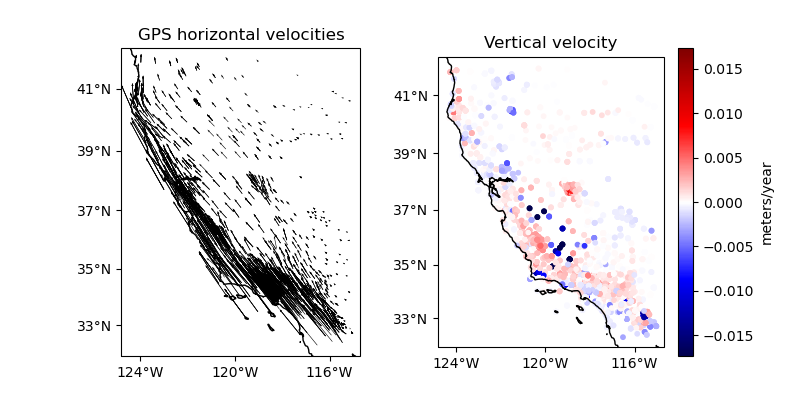 GPS horizontal velocities
41°N
39°N
37°N
35°N
33°N
124°W 120°W 116°W
Vertical velocity
41°N
39°N
37°N
35°N
33°N
124°W 120°W 116°W
0.015
0.010
0.005
0.000
−0.005
−0.010
−0.015
meters/year